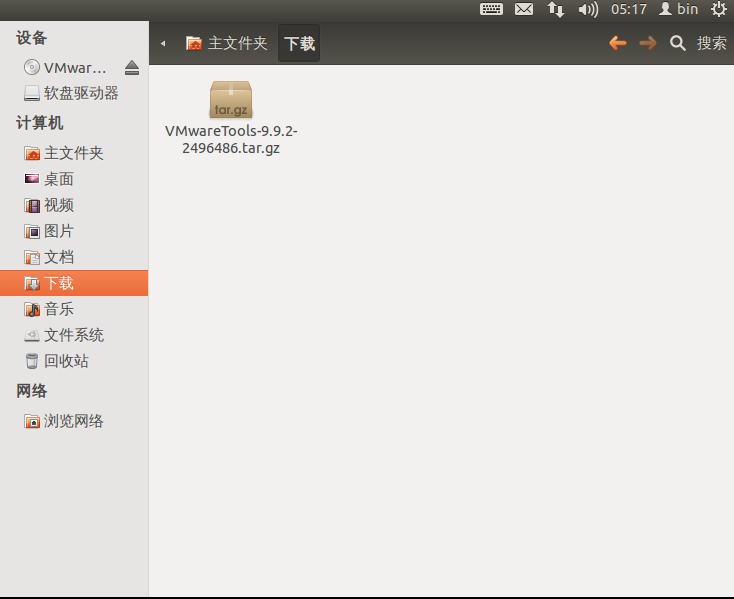 05:17 bin
设备
VMwar...
软盘驱动器
计算机
主文件夹
桌面
视频
图片
文档
下载
音乐
文件系统
回收站
网络
浏览网络
主文件夹 下载 搜索
tar.gz
VMwareTools-9.9.2-
2496486.tar.gz